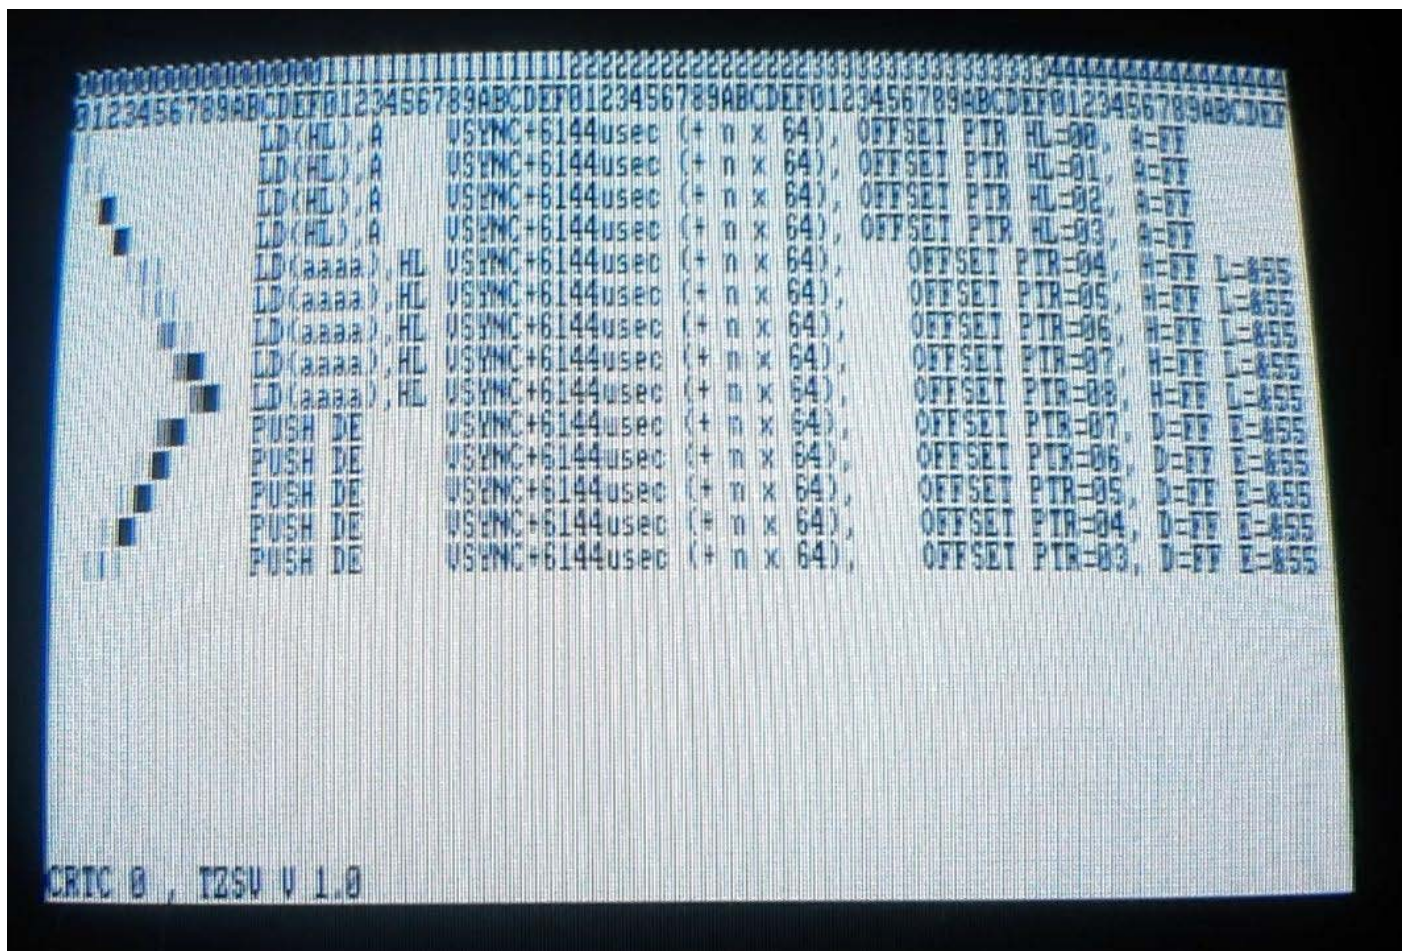 00000000000000001111111111111111222222222222222233333333333333334444444444444444
0123456789ABCDEF0123456789ABCDEF0123456789ABCDEF0123456789ABCDEF0123456789ABCDEF
LD(HL),A VSYNC+6144usec (+ n x 64), OFFSET PTR HL=00, A=FF
LD(HL),A VSYNC+6144usec (+ n x 64), OFFSET PTR HL=01, A=FF
LD(HL),A VSYNC+6144usec (+ n x 64), OFFSET PTR HL=02, A=FF
LD(HL),A VSYNC+6144usec (+ n x 64), OFFSET PTR HL=03, A=FF
LD(aaaa),HL VSYNC+6144usec (+ n x 64), OFFSET PTR=04, H=FF L=&55
LD(aaaa),HL VSYNC+6144usec (+ n x 64), OFFSET PTR=05, H=FF L=&55
LD(aaaa),HL VSYNC+6144usec (+ n x 64), OFFSET PTR=06, H=FF L=&55
LD(aaaa),HL VSYNC+6144usec (+ n x 64), OFFSET PTR=07, H=FF L=&55
LD(aaaa),HL VSYNC+6144usec (+ n x 64), OFFSET PTR=08, H=FF L=&55
PUSH DE VSYNC+6144usec (+ n x 64), OFFSET PTR=07, D=FF E=&55
PUSH DE VSYNC+6144usec (+ n x 64), OFFSET PTR=06, D=FF E=&55
PUSH DE VSYNC+6144usec (+ n x 64), OFFSET PTR=05, D=FF E=&55
PUSH DE VSYNC+6144usec (+ n x 64), OFFSET PTR=04, D=FF E=&55
PUSH DE VSYNC+6144usec (+ n x 64), OFFSET PTR=03, D=FF E=&55
CRTC 0 , TZSV V 1.0